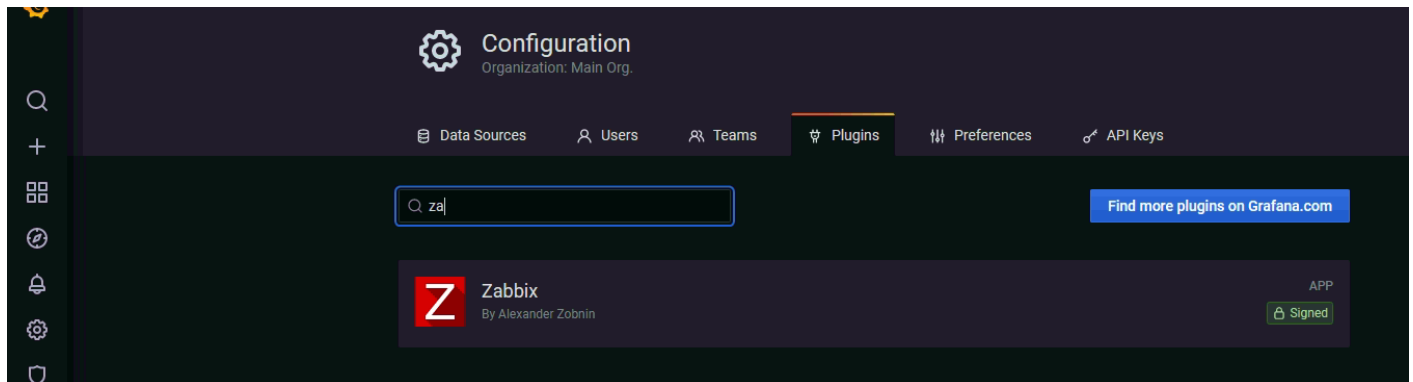 Configuration
Organization: Main Org.
Data Sources Users Teams Plugins Preferences API Keys
za
Find more plugins on Grafana.com
Z
Zabbix
By Alexander Zobnin
APP
Signed